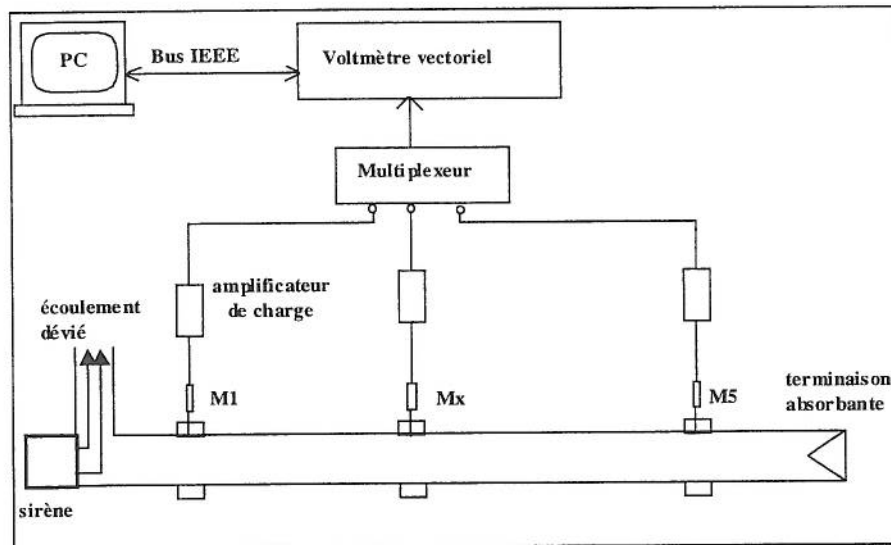 PC
Bus IEEE
Voltmètre vectoriel
Multiplexeur
amplificateur
de charge
écoulement
dévié
M1
Mx
M5
terminaison
absorbante
sirène